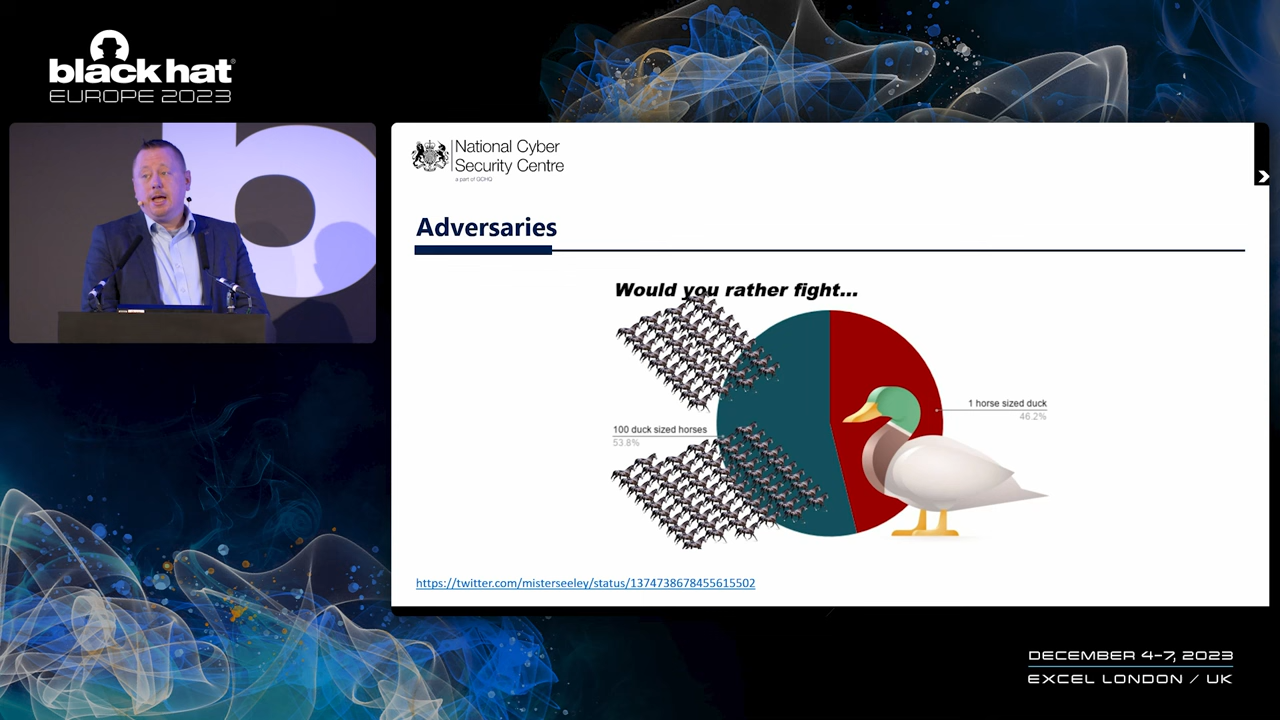 black hat
EUROPE 2023
National Cyber
Security Centre
a part of GCHQ
Adversaries
Would you rather fight...
1 horse sized duck
46.2%
100 duck sized horses
53.8%
https://twitter.com/misterseeley/status/1374738678455615502
DECEMBER 4-7, 2023
EXCEL LONDON / UK